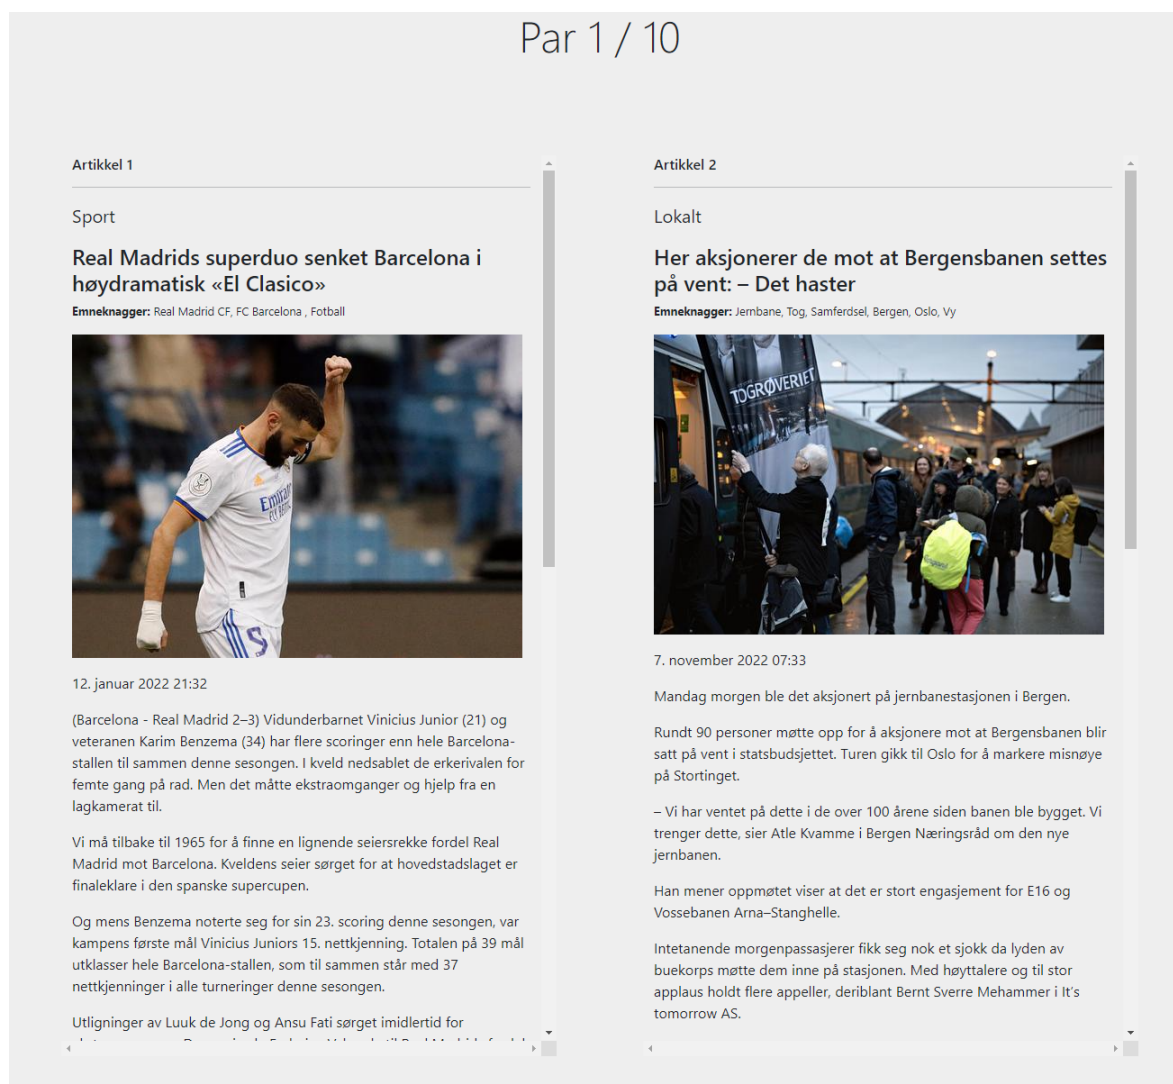 Par 1 / 10
Artikkel 1
Sport
Real Madrids superduo senket Barcelona i
høydramatisk «El Clasico»
Emneknagger: Real Madrid CF, FC Barcelona , Fotball
Emirates
FLY BETTER
9
12. januar 2022 21:32
(Barcelona - Real Madrid 2–3) Vidunderbarnet Vinicius Junior (21) og
veteranen Karim Benzema (34) har flere scoringer enn hele Barcelona-
stallen til sammen denne sesongen. I kveld nedsablet de erkerivalen for
femte gang på rad. Men det måtte ekstraomganger og hjelp fra en
lagkamerat til.
Vi må tilbake til 1965 for å finne en lignende seiersrekke fordel Real
Madrid mot Barcelona. Kveldens seier sørget for at hovedstadslaget er
finaleklare i den spanske supercupen.
Og mens Benzema noterte seg for sin 23. scoring denne sesongen, var
kampens første mål Vinicius Juniors 15. nettkjenning. Totalen på 39 mål
utklasser hele Barcelona-stallen, som til sammen står med 37
nettkjenninger i alle turneringer denne sesongen.
Utligninger av Luuk de Jong og Ansu Fati sørget imidlertid for
Artikkel 2
Lokalt
Her aksjonerer de mot at Bergensbanen settes
på vent: – Det haster
Emneknagger: Jernbane, Tog, Samferdsel, Bergen, Oslo, Vy
TOGRØVERIET
7. november 2022 07:33
Mandag morgen ble det aksjonert på jernbanestasjonen i Bergen.
Rundt 90 personer møtte opp for å aksjonere mot at Bergensbanen blir
satt på vent i statsbudsjettet. Turen gikk til Oslo for å markere misnøye
på Stortinget.
– Vi har ventet på dette i de over 100 årene siden banen ble bygget. Vi
trenger dette, sier Atle Kvamme i Bergen Næringsråd om den nye
jernbanen.
Han mener oppmøtet viser at det er stort engasjement for E16 og
Vossebanen Arna–Stanghelle.
Intetanende morgenpassasjerer fikk seg nok et sjokk da lyden av
buekorps møtte dem inne på stasjonen. Med høyttalere og til stor
applaus holdt flere appeller, deriblant Bernt Sverre Mehammer i It's
tomorrow AS.